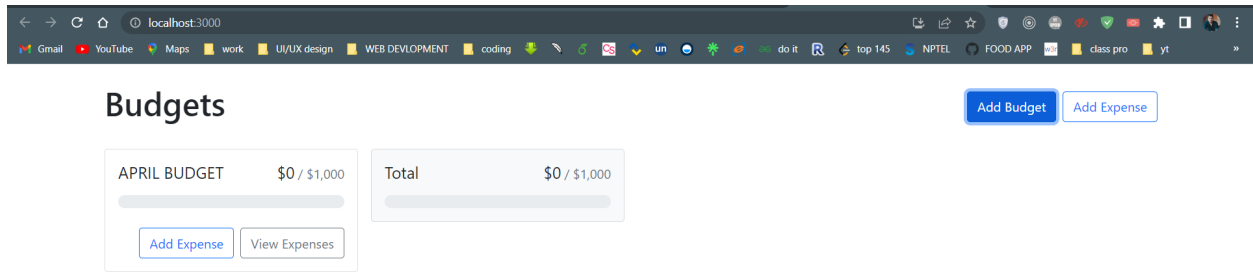 localhost:3000
Gmail YouTube Maps work UI/UX design WEB DEVLOPMENT coding CS un do it R top 145 NPTEL FOOD APP w3r class pro yt »
Budgets Add Budget Add Expense
APRIL BUDGET $0 / $1,000 Total $0 / $1,000
Add Expense View Expenses